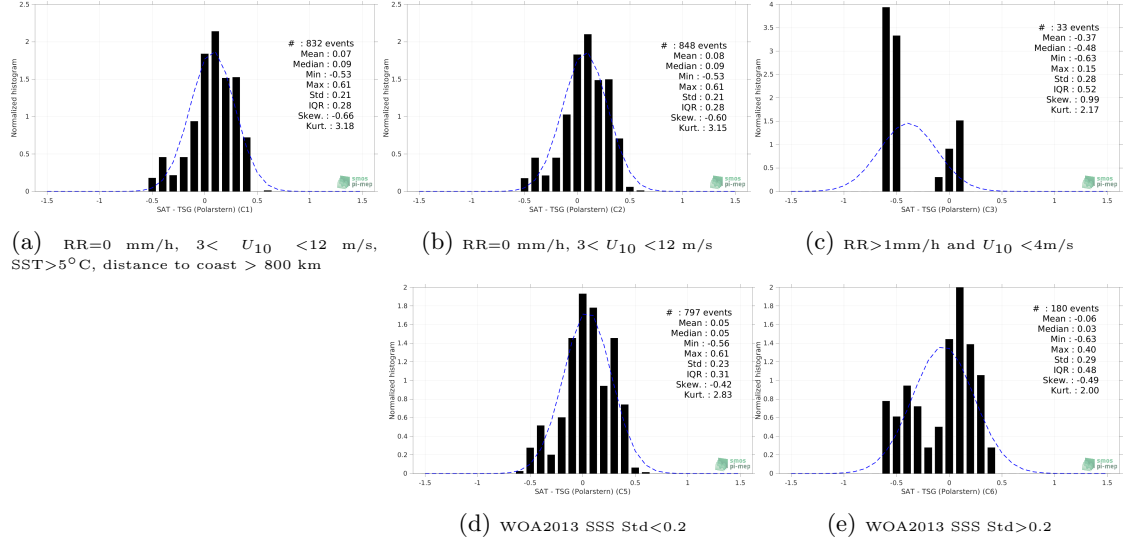 # : 832 events
Mean : 0.07
Median : 0.09
Min : -0.53
Max : 0.61
Std : 0.21
IQR : 0.28
Skew. : -0.66
Kurt. : 3.18
Normalized histogram
2.5
2
1.5
1
0.5
0
-1.5 -1 -0.5 0 0.5 1 1.5
SAT - TSG (Polarstern) (C1)
smos
pi-mep
(a) RR=0 mm/h, 3< U10 <12 m/s,
SST>5°C, distance to coast > 800 km
# : 848 events
Mean : 0.08
Median : 0.09
Min : -0.53
Max : 0.61
Std : 0.21
IQR : 0.28
Skew. : -0.60
Kurt. : 3.15
Normalized histogram
2.5
2
1.5
1
0.5
0
-1.5 -1 -0.5 0 0.5 1 1.5
SAT - TSG (Polarstern) (C2)
smos
pi-mep
(b) RR=0 mm/h, 3< U10 <12 m/s
# : 33 events
Mean : -0.37
Median : -0.48
Min : -0.63
Max : 0.15
Std : 0.28
IQR : 0.52
Skew. : 0.99
Kurt. : 2.17
Normalized histogram
4
3.5
3
2.5
2
1.5
1
0.5
0
-1.5 -1 -0.5 0 0.5 1 1.5
SAT - TSG (Polarstern) (C3)
smos
pi-mep
(c) RR>1mm/h and U10 <4m/s
# : 797 events
Mean : 0.05
Median : 0.05
Min : -0.56
Max : 0.61
Std : 0.23
IQR : 0.31
Skew. : -0.42
Kurt. : 2.83
Normalized histogram
2
1.8
1.6
1.4
1.2
1
0.8
0.6
0.4
0.2
0
-1.5 -1 -0.5 0 0.5 1 1.5
SAT - TSG (Polarstern) (C5)
smos
pi-mep
(d) WOA2013 SSS Std<0.2
# : 180 events
Mean : -0.06
Median : 0.03
Min : -0.63
Max : 0.40
Std : 0.29
IQR : 0.48
Skew. : -0.49
Kurt. : 2.00
Normalized histogram
2
1.8
1.6
1.4
1.2
1
0.8
0.6
0.4
0.2
0
-1.5 -1 -0.5 0 0.5 1 1.5
SAT - TSG (Polarstern) (C6)
smos
pi-mep
(e) WOA2013 SSS Std>0.2